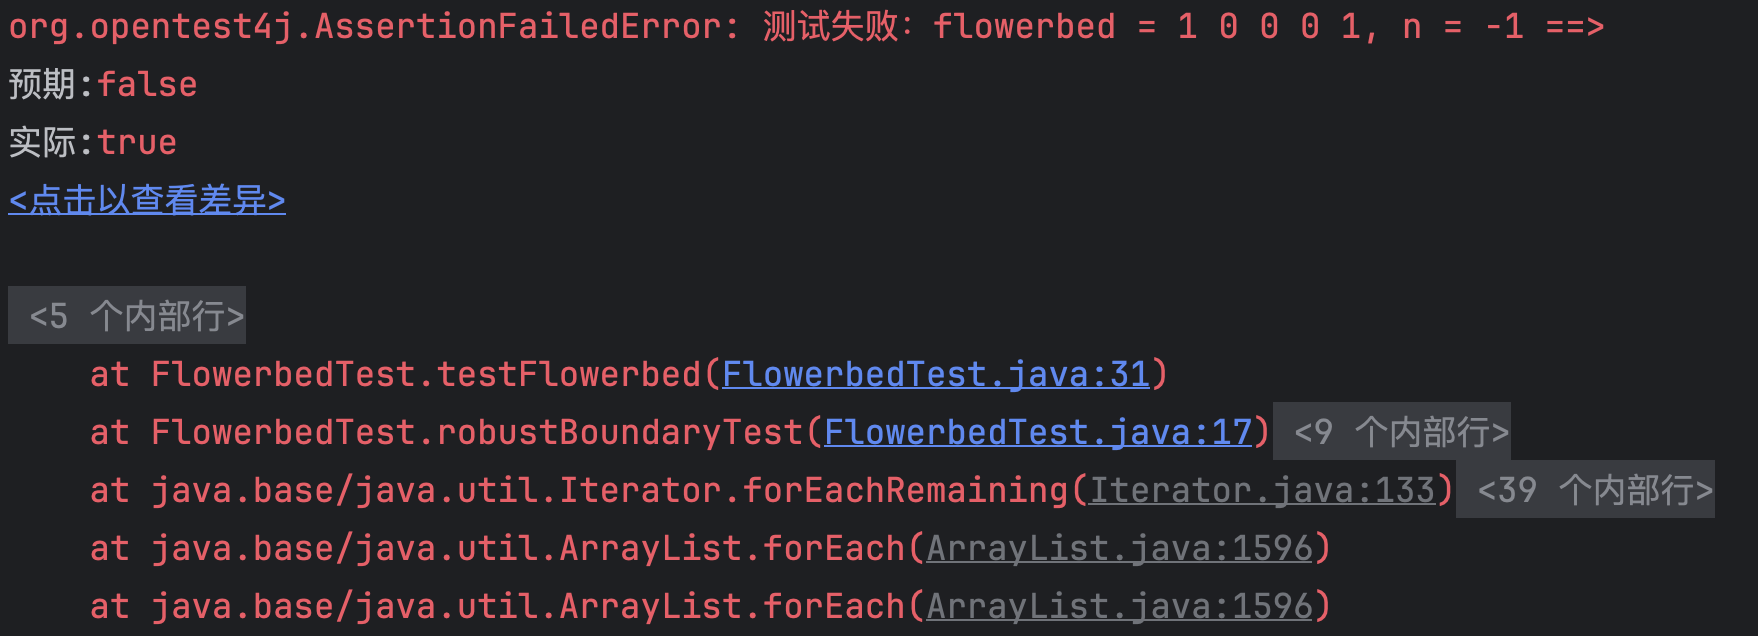 org.opentest4j.AssertionFailedError: 测试失败：flowerbed = 1 0 0 0 1, n = -1 ==>
预期:false
实际:true
<点击以查看差异>
<5 个内部行>
at FlowerbedTest.testFlowerbed(FlowerbedTest.java:31)
at FlowerbedTest.robustBoundaryTest(FlowerbedTest.java:17) <9 个内部行>
at java.base/java.util.Iterator.forEachRemaining(Iterator.java:133) <39 个内部行>
at java.base/java.util.ArrayList.forEach(ArrayList.java:1596)
at java.base/java.util.ArrayList.forEach(ArrayList.java:1596)